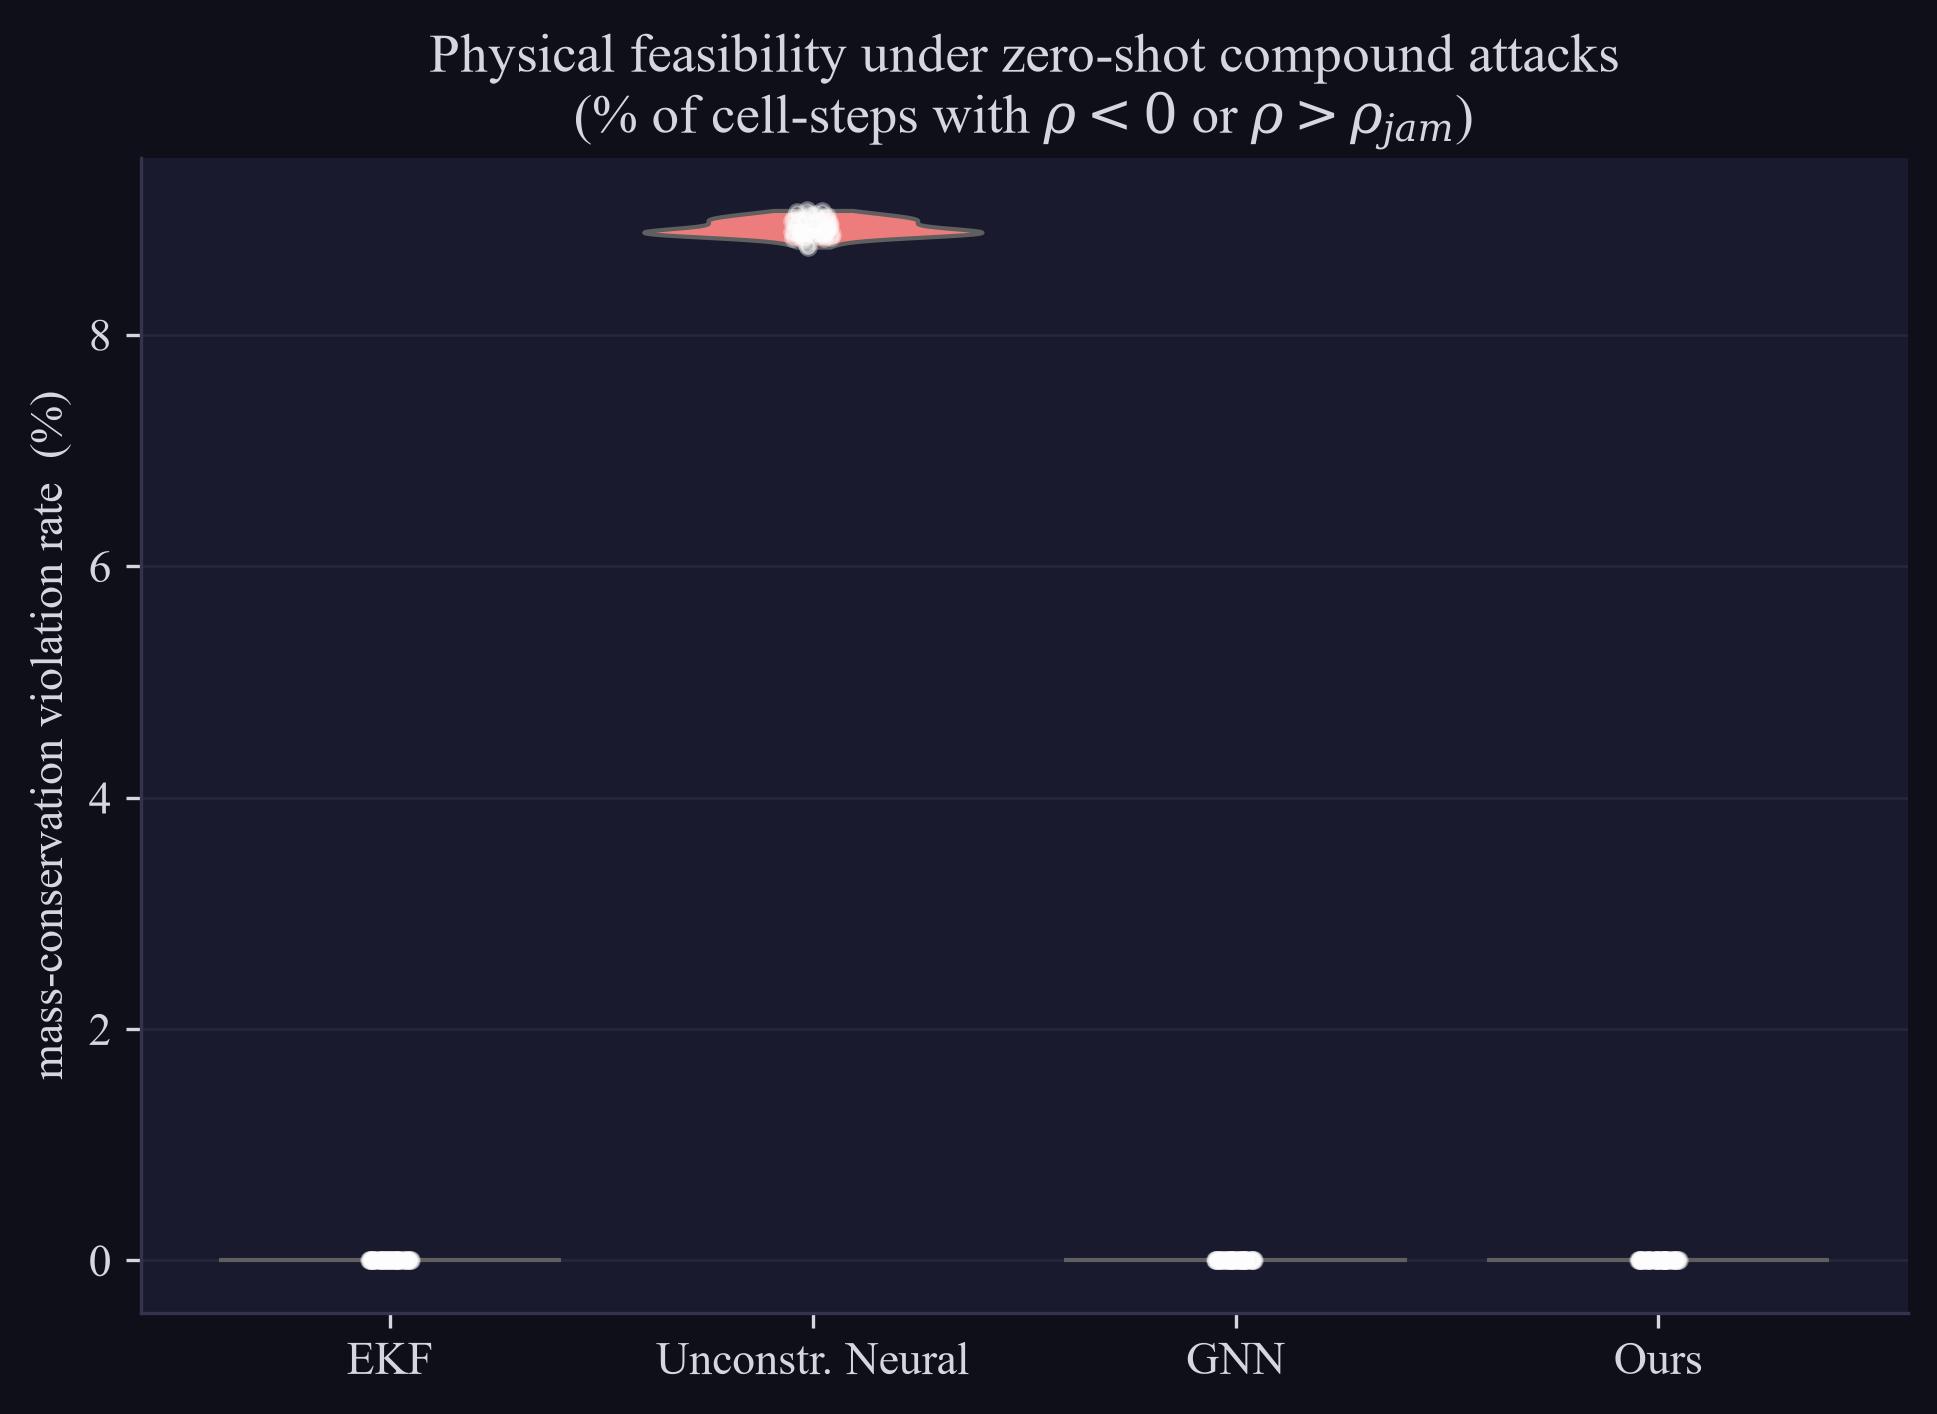 Physical feasibility under zero-shot compound attacks
(% of cell-steps with ρ < 0 or ρ > ρjam)
mass-conservation violation rate (%)
8
6
4
2
0
EKF Unconstr. Neural GNN Ours